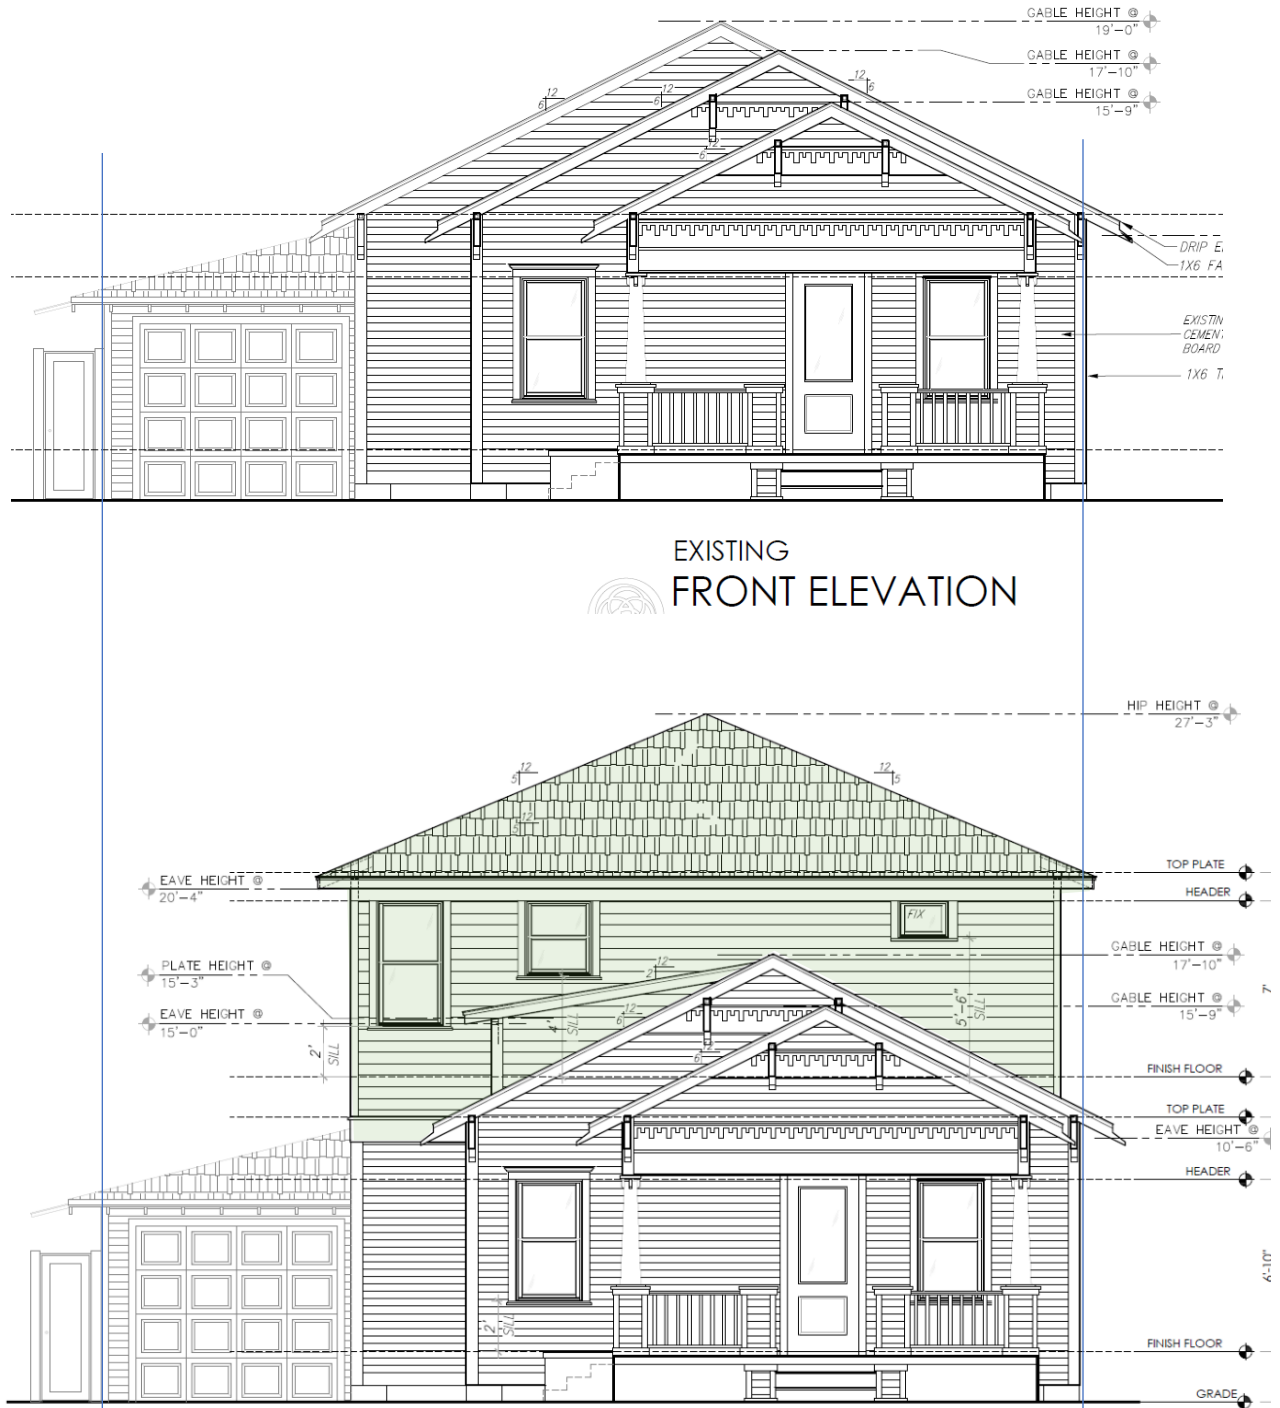 GABLE HEIGHT @
19'-0"
GABLE HEIGHT @
17'-10"
GABLE HEIGHT @
15'-9"
12
6
12
6
12
6
12
6
DRIP E
1X6 FA
EXISTIN
CEMEN
BOARD
1X6 T
EXISTING
FRONT ELEVATION
HIP HEIGHT @
27'-3"
12
5
12
5
12
5
TOP PLATE
EAVE HEIGHT @
20'-4"
HEADER
FIX
GABLE HEIGHT @
17'-10"
PLATE HEIGHT @
15'-3"
12
2
7'
GABLE HEIGHT @
15'-9"
EAVE HEIGHT @
15'-0"
12
6
12
6
2'
SILL
4'
SILL
5'-6"
SILL
FINISH FLOOR
TOP PLATE
EAVE HEIGHT @
10'-6"
HEADER
6'-10"
2'
SILL
FINISH FLOOR
GRADE